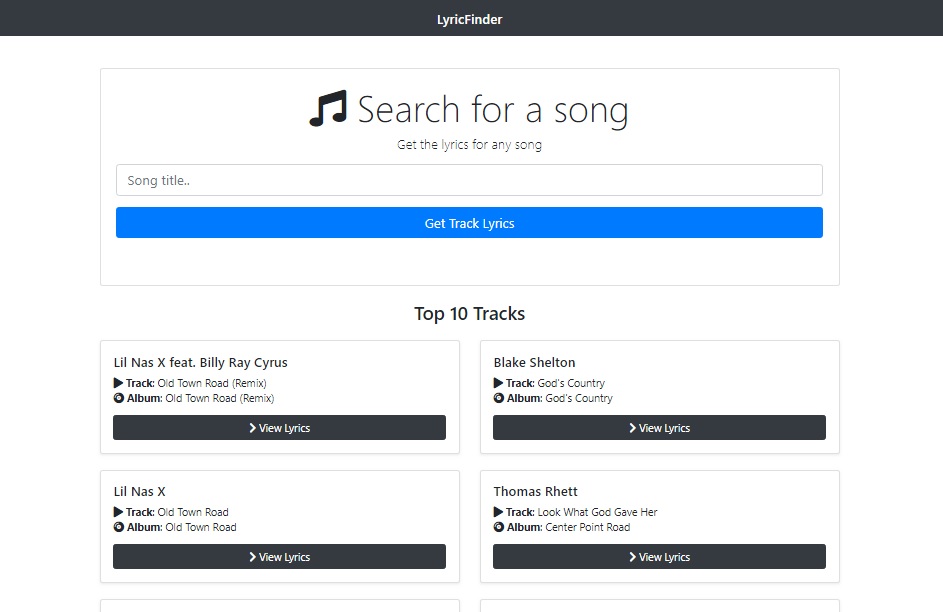 LyricFinder
Search for a song
Get the lyrics for any song
Song title..
Get Track Lyrics
Top 10 Tracks
Lil Nas X feat. Billy Ray Cyrus
Track: Old Town Road (Remix)
Album: Old Town Road (Remix)
View Lyrics
Blake Shelton
Track: God's Country
Album: God's Country
View Lyrics
Lil Nas X
Track: Old Town Road
Album: Old Town Road
View Lyrics
Thomas Rhett
Track: Look What God Gave Her
Album: Center Point Road
View Lyrics